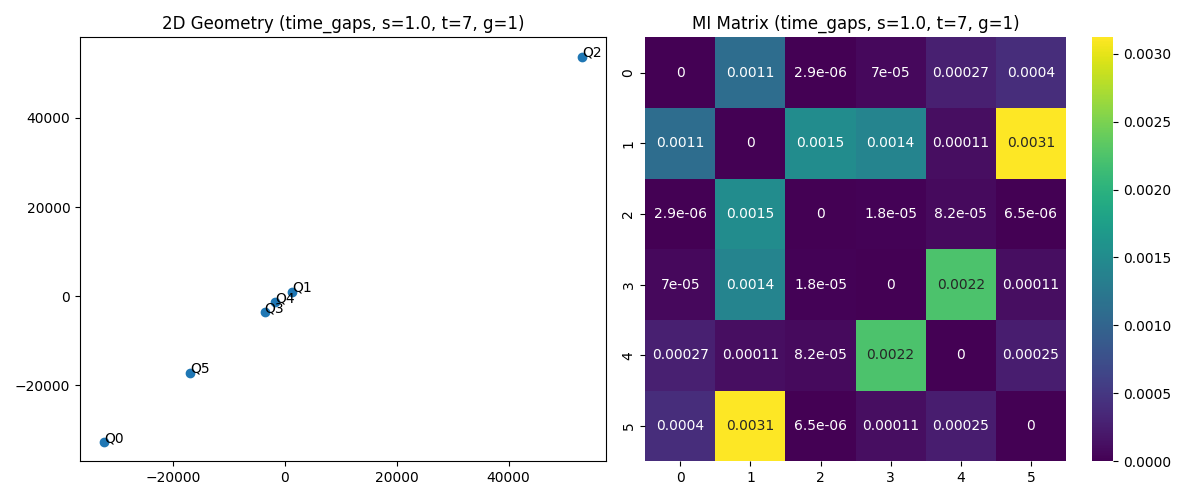 2D Geometry (time_gaps, s=1.0, t=7, g=1)
Q2
Q1
Q4
Q3
Q5
Q0
40000
20000
0
−20000
−20000 0 20000 40000
MI Matrix (time_gaps, s=1.0, t=7, g=1)
0 0 0.0011 2.9e-06 7e-05 0.00027 0.0004
1 0.0011 0 0.0015 0.0014 0.00011 0.0031
2 2.9e-06 0.0015 0 1.8e-05 8.2e-05 6.5e-06
3 7e-05 0.0014 1.8e-05 0 0.0022 0.00011
4 0.00027 0.00011 8.2e-05 0.0022 0 0.00025
5 0.0004 0.0031 6.5e-06 0.00011 0.00025 0
0 1 2 3 4 5
0.0030
0.0025
0.0020
0.0015
0.0010
0.0005
0.0000